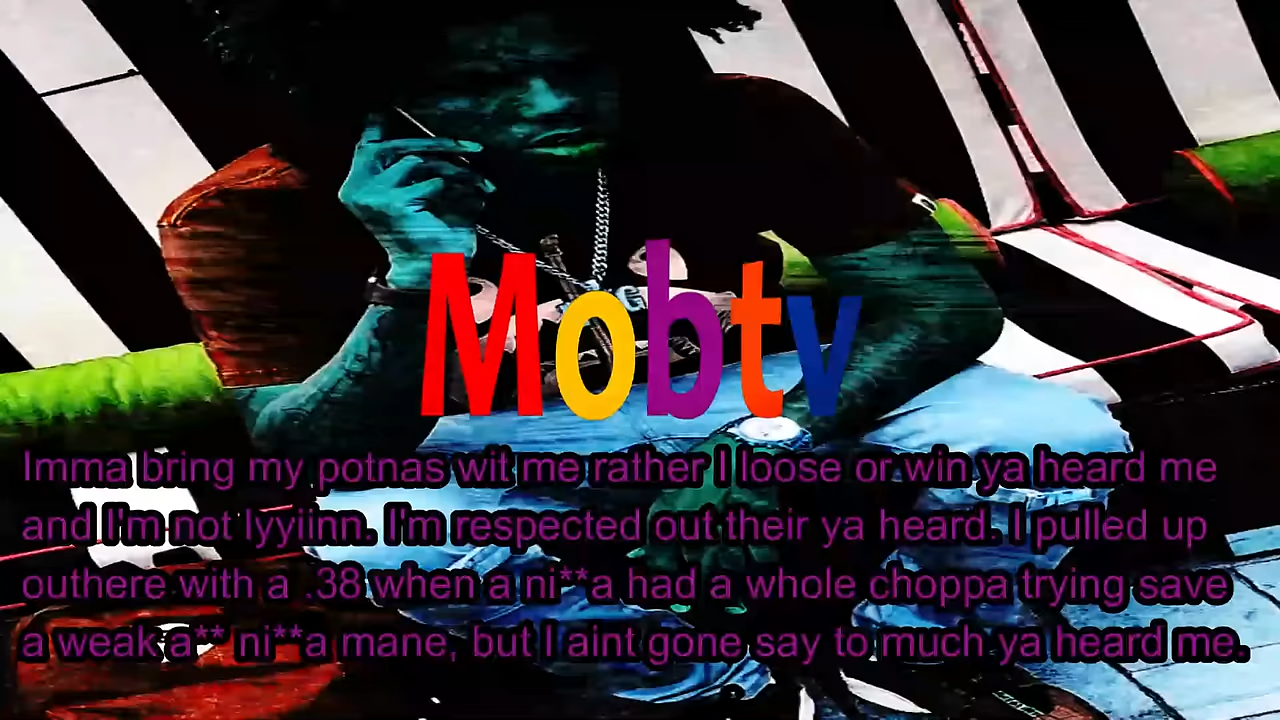 Mobtv
Imma bring my potnas wit me rather I loose or win ya heard me
and I'm not lyyiinn. I'm respected out their ya heard. I pulled up
outhere with a .38 when a ni**a had a whole choppa trying save
a weak a** ni**a mane, but I aint gone say to much ya heard me.